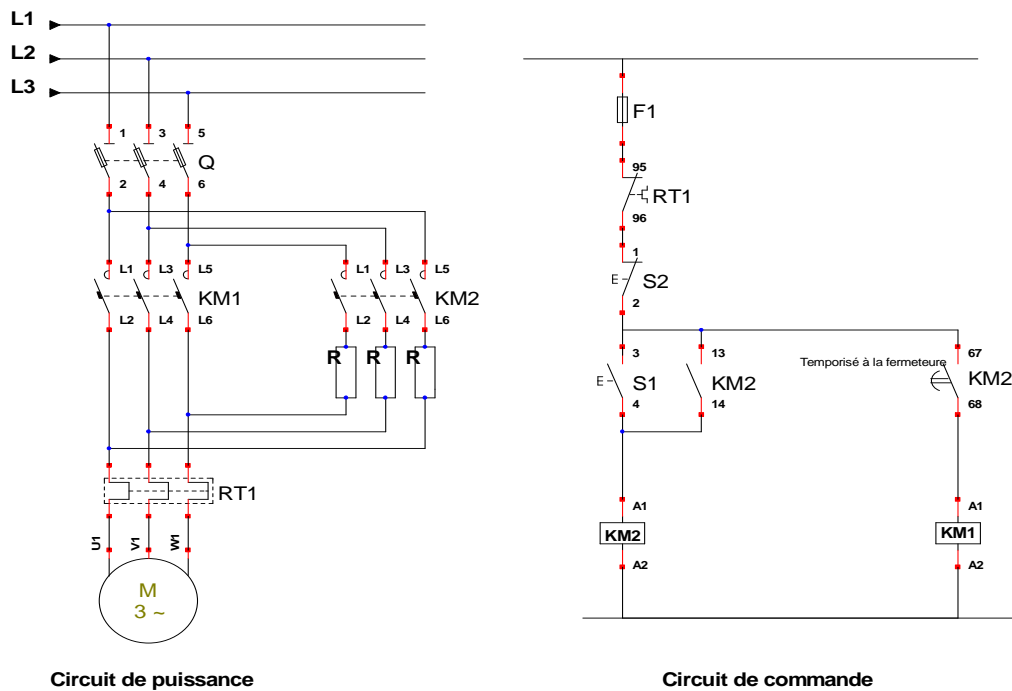 L1
L2
L3
1 3 5
Q
2 4 6
L1 L3 L5
KM1
L2 L4 L6
L1 L3 L5
KM2
L2 L4 L6
R R R
RT1
U1 V1 W1
M
3 ~
Circuit de puissance
F1
95
RT1
96
1
E S2
2
3
E S1
4
13
KM2
14
Temporisé à la fermeteure
67
KM2
68
A1
KM2
A2
A1
KM1
A2
Circuit de commande